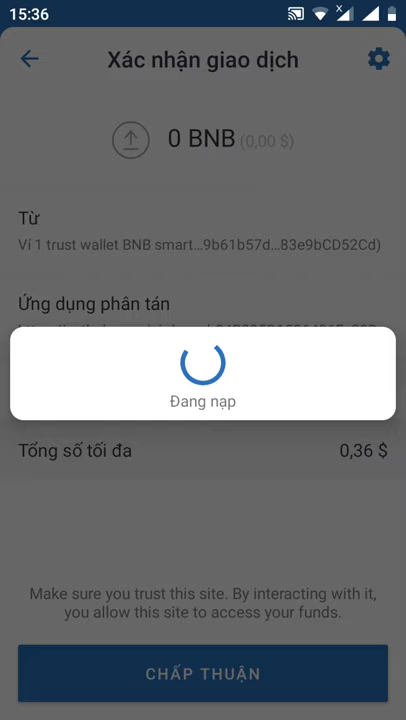 15:36
Xác nhận giao dịch
0 BNB (0,00 $)
Từ
Ví 1 trust wallet BNB smart...9b61b57d...83e9bCD52Cd)
Ứng dụng phân tán
Đang nạp
Tổng số tối đa 0,36 $
Make sure you trust this site. By interacting with it,
you allow this site to access your funds.
CHẤP THUẬN